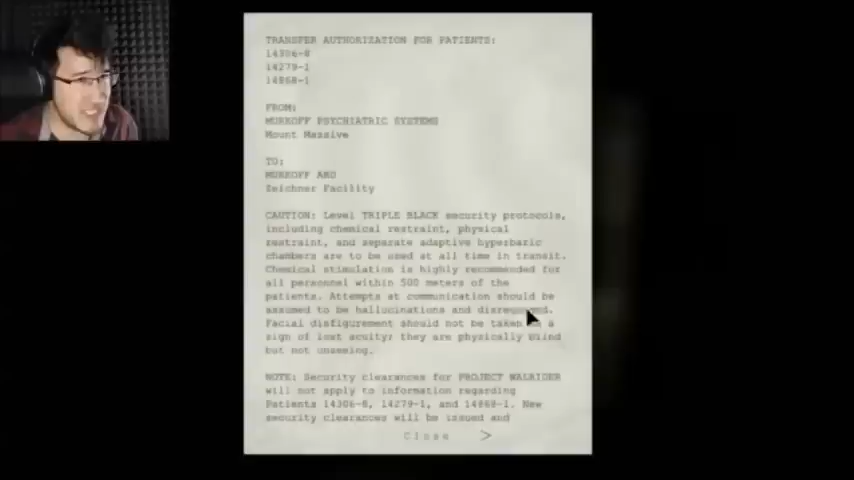 TRANSFER AUTHORIZATION FOR PATIENTS:
14306-8
14279-1
14868-1
FROM:
MURKOFF PSYCHIATRIC SYSTEMS
Mount Massive
TO:
MURKOFF AND
Zeichner Facility
CAUTION: Level TRIPLE BLACK security protocols,
including chemical restraint, physical
restraint, and separate adaptive hyperbaric
chambers are to be used at all time in transit.
Chemical stimulation is highly recommended for
all personnel within 500 meters of the
patients. Attempts at communication should be
assumed to be hallucinations and
Facial disfigurement should not be taken a
sign of lost acuity; they are physically blind
but not unseeing.
NOTE: Security clearances for PROJECT WALRIDER
will not apply to information regarding
Patients 14306-8, 14279-1, and 14868-1. New
security clearances will be issued and
Close >